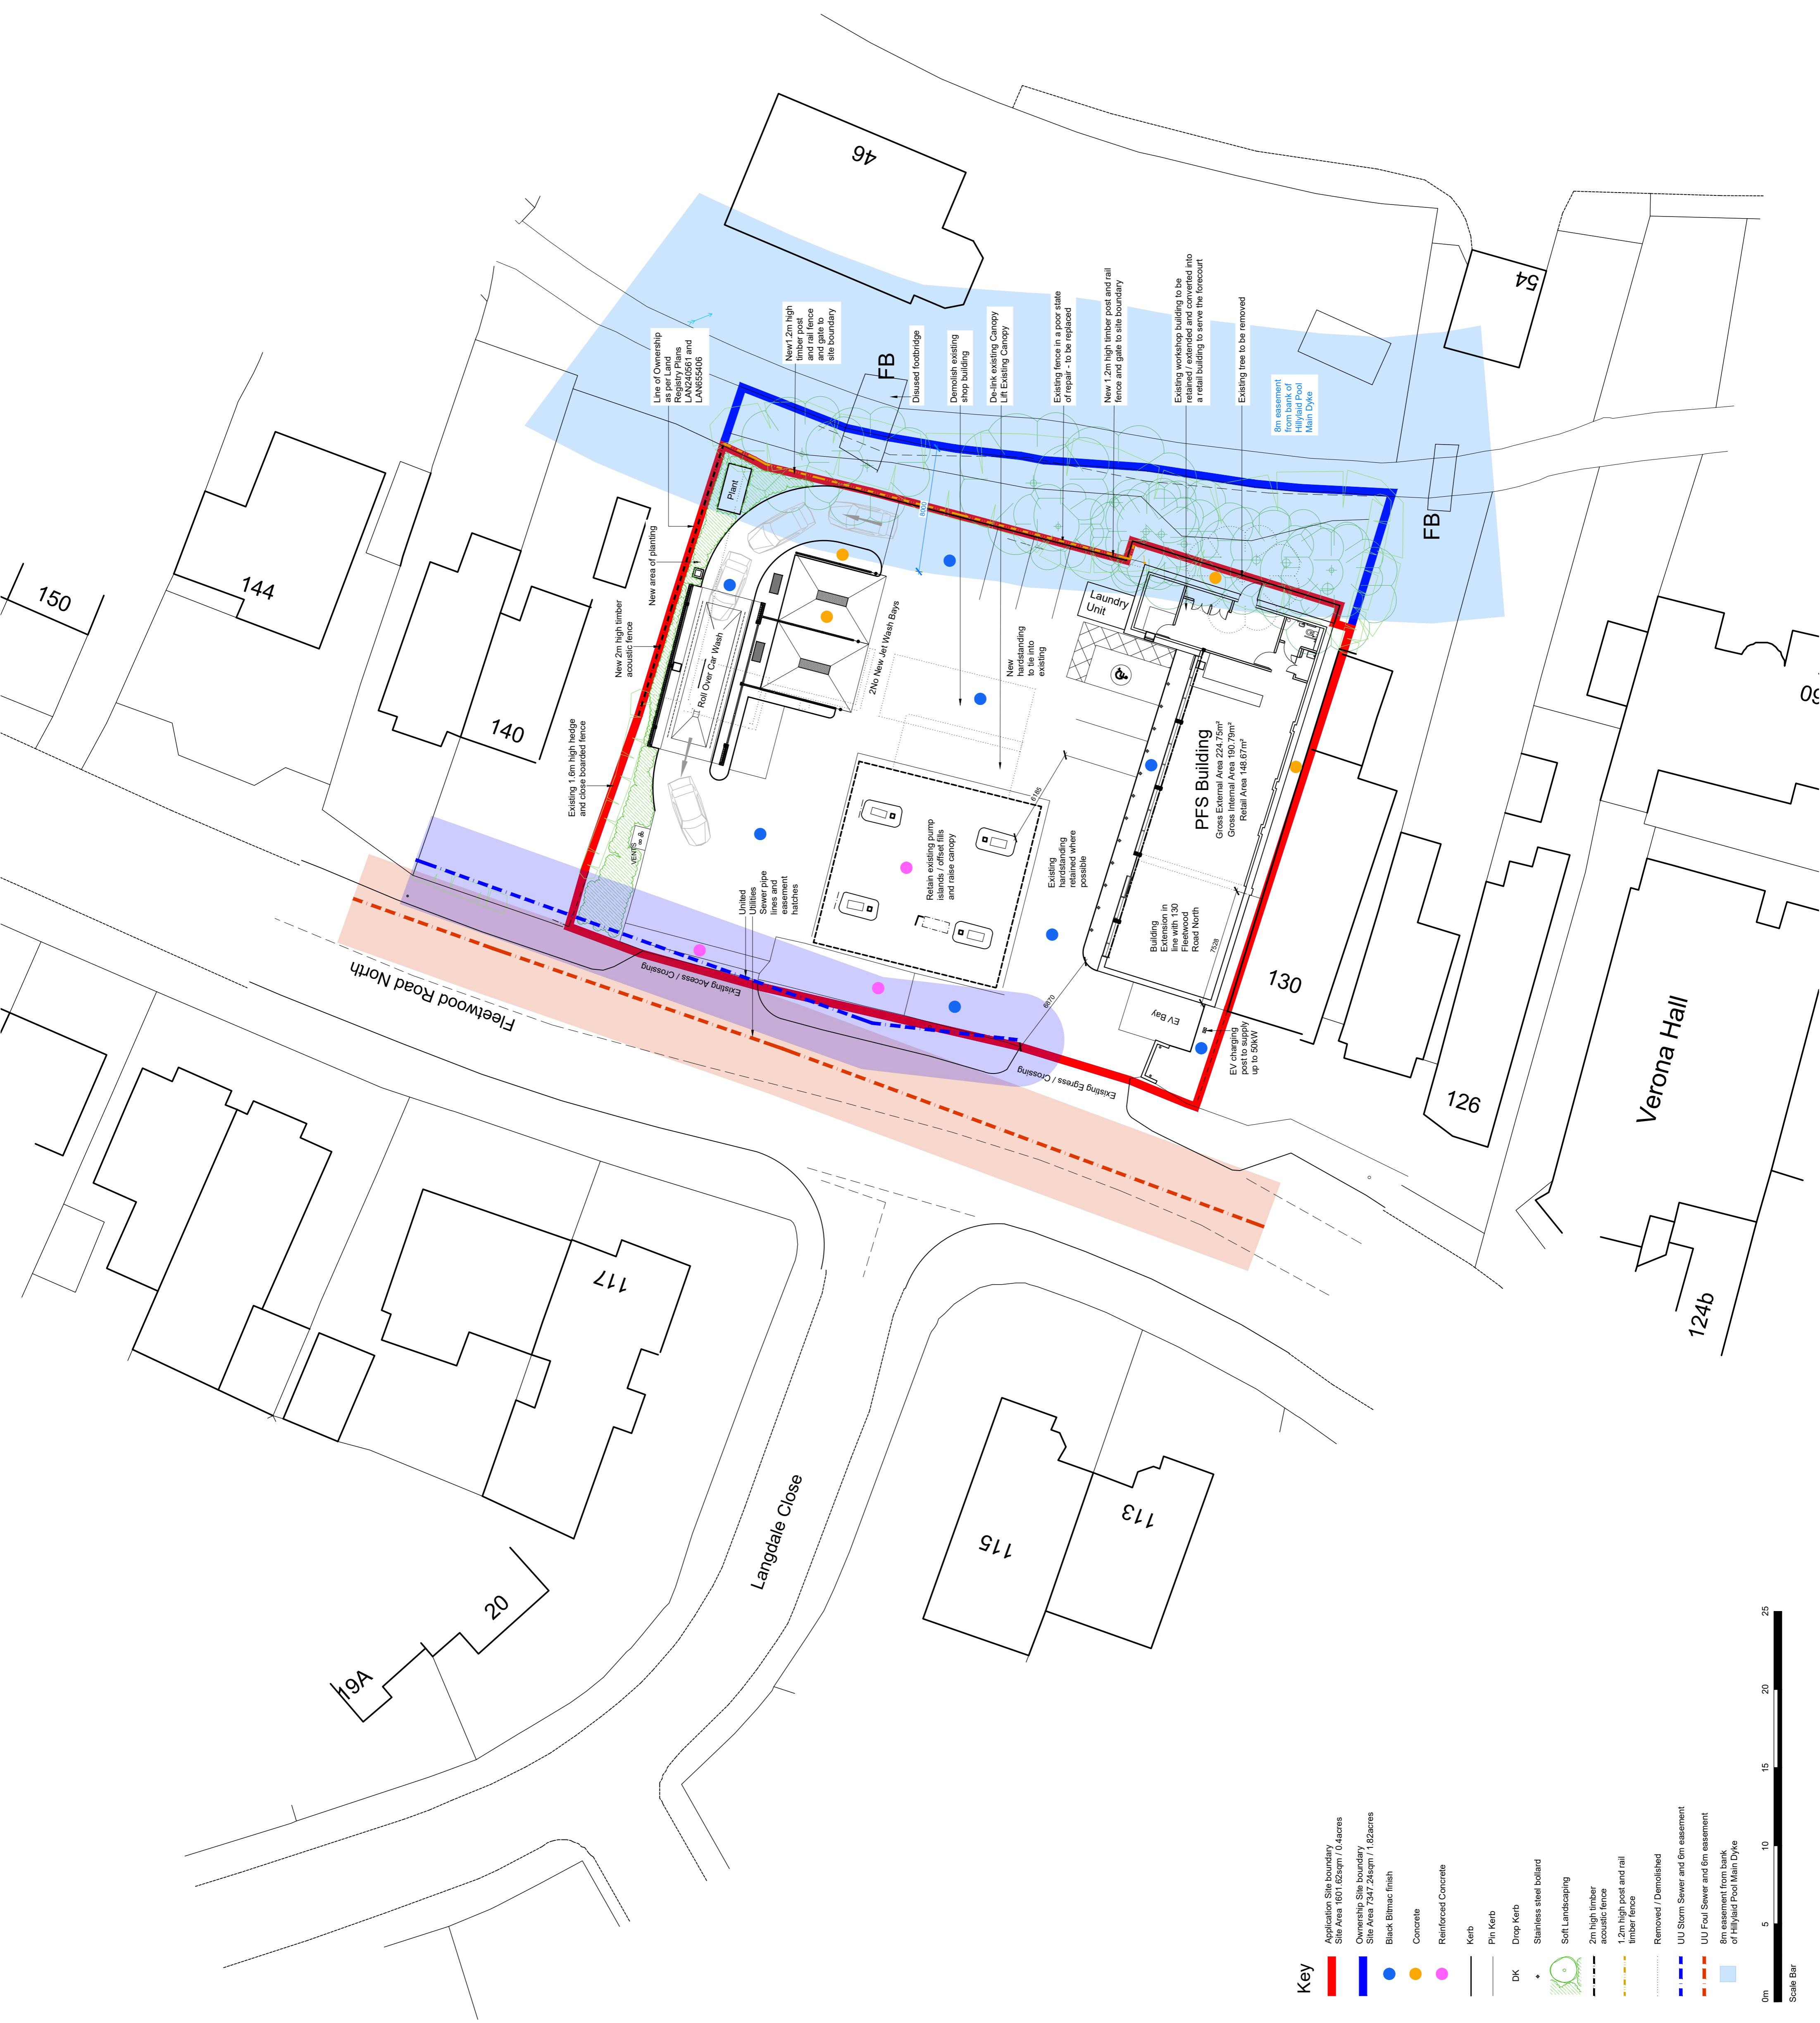 150
144
140
46
54
Line of Ownership
as per Land
Registry Plans
LAN240561 and
LAN655406
New1.2m high
timber post
and rail fence
and gate to
site boundary
FB
Disused footbridge
Demolish existing
shop building
De-link existing Canopy
Lift Existing Canopy
Existing fence in a poor state
of repair - to be replaced
New 1.2m high timber post and rail
fence and gate to site boundary
Existing workshop building to be
retained / extended and converted into
a retail building to serve the forecourt
Existing tree to be removed
8m easement
from bank of
Hillylaid Pool
Main Dyke
FB
New area of planting
New 2m high timber
acoustic fence
Existing 1.6m high hedge
and close boarded fence
Plant
8000
Roll Over Car Wash
2No New Jet Wash Bays
VENTS
New
hardstanding
to tie into
existing
Laundry
Unit
United
Utilities
Sewer pipe
lines and
easement
hatches
Retain existing pump
islands / offset fills
and raise canopy
6185
Existing
hardstanding
retained where
possible
PFS Building
Gross External Area 224.75m²
Gross Internal Area 190.79m²
Retail Area 148.67m²
Building
Extension in
line with 130
Fleetwood
Road North
7528
6870
EV Bay
EV charging
post to supply
up to 50kW
Existing Access / Crossing
Existing Egress / Crossing
Fleetwood Road North
130
126
Verona Hall
124b
60
117
Langdale Close
115
113
20
19A
Key
Application Site boundary
Site Area 1601.62sqm / 0.4acres
Ownership Site boundary
Site Area 7347.24sqm / 1.82acres
Black Bitmac finish
Concrete
Reinforced Concrete
Kerb
Pin Kerb
DK Drop Kerb
Stainless steel bollard
Soft Landscaping
2m high timber
acoustic fence
1.2m high post and rail
timber fence
Removed / Demolished
UU Storm Sewer and 6m easement
UU Foul Sewer and 6m easement
8m easement from bank
of Hillylaid Pool Main Dyke
0m 5 10 15 20 25
Scale Bar